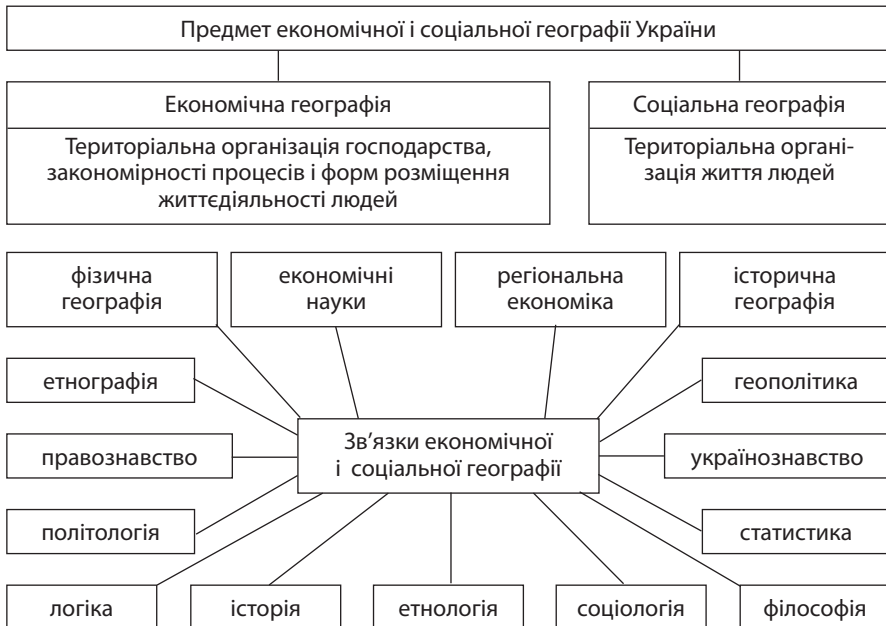 Предмет економічної і соціальної географії України
Економічна географія
Територіальна організація господарства,
закономірності процесів і форм розміщення
життєдіяльності людей
Соціальна географія
Територіальна органі-
зація життя людей
фізична
географія
економічні
науки
регіональна
економіка
історична
географія
етнографія
геополітика
Зв'язки економічної
і соціальної географії
правознавство
українознавство
політологія
статистика
логіка
історія
етнологія
соціологія
філософія